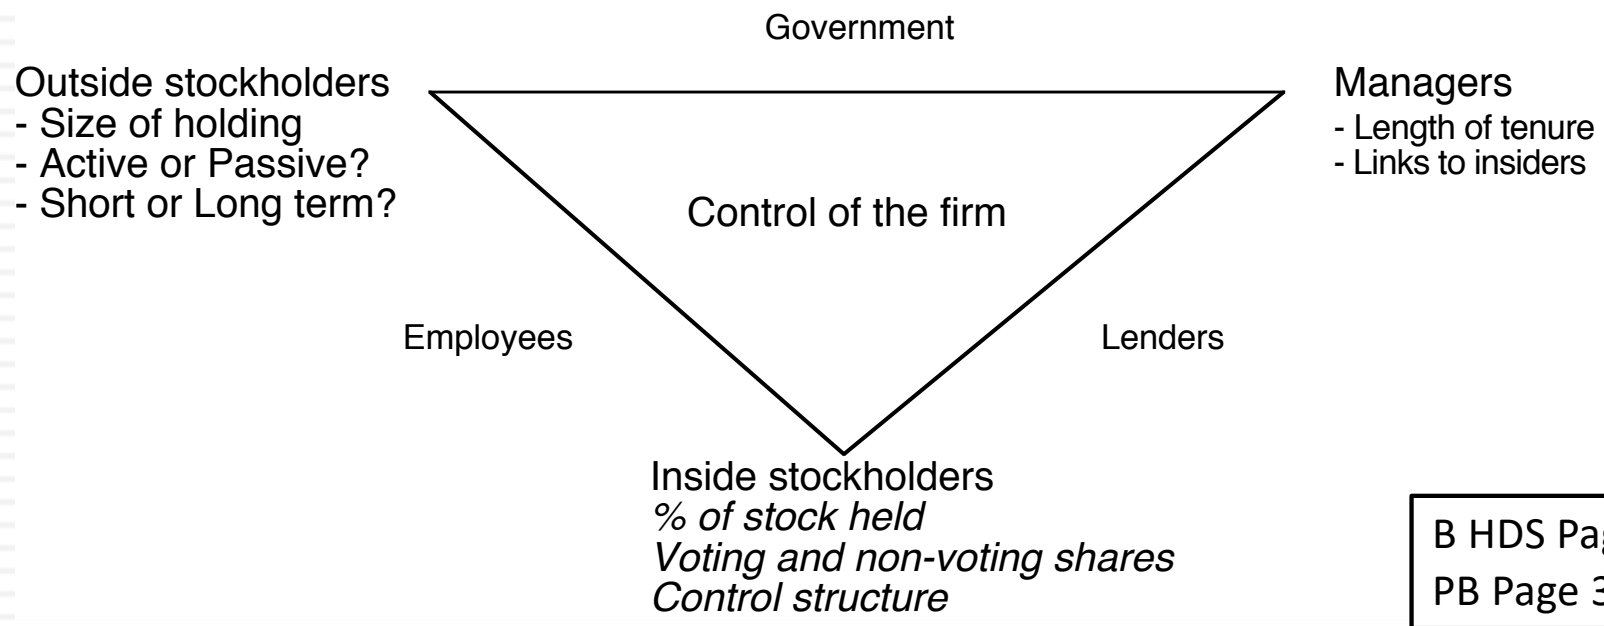 Government
Outside stockholders
- Size of holding
- Active or Passive?
- Short or Long term?
Managers
- Length of tenure
- Links to insiders
Control of the firm
Employees
Lenders
Inside stockholders
% of stock held
Voting and non-voting shares
Control structure
B HDS
PB Page 3